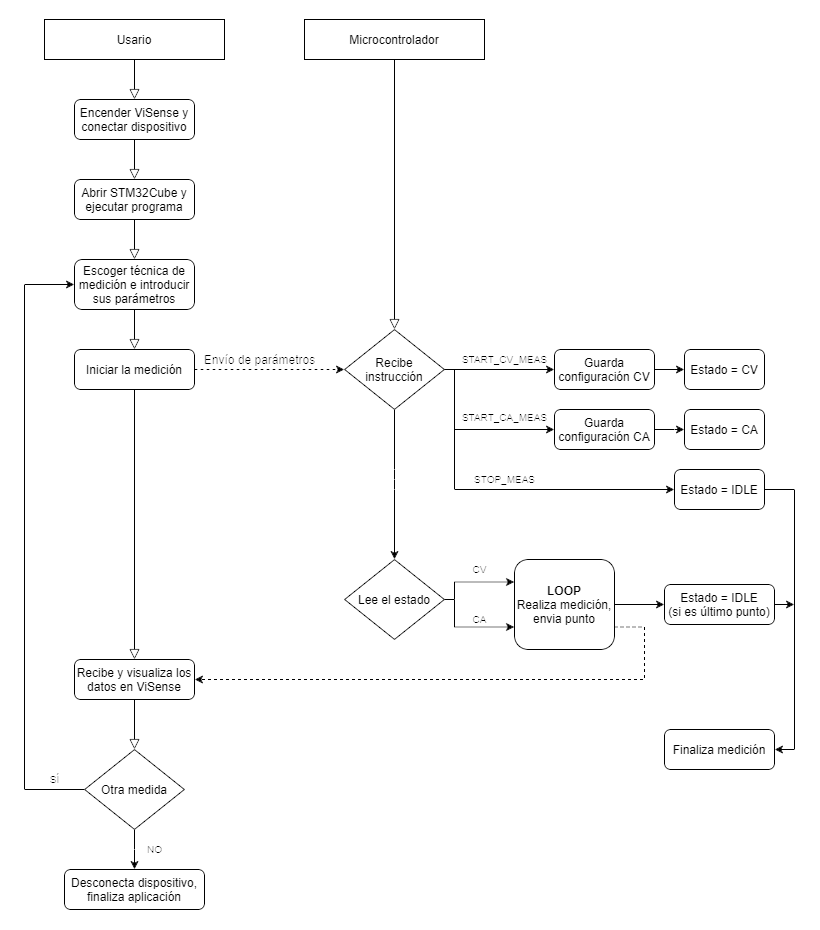 Usario
Microcontrolador
Encender ViSense y
conectar dispositivo
Abrir STM32Cube y
ejecutar programa
Escoger técnica de
medición e introducir
sus parámetros
Iniciar la medición
Envío de parámetros
Recibe
instrucción
START_CV_MEAS
Guarda
configuración CV
Estado = CV
START_CA_MEAS
Guarda
configuración CA
Estado = CA
STOP_MEAS
Estado = IDLE
Lee el estado
CV
CA
LOOP
Realiza medición,
envia punto
Estado = IDLE
(si es último punto)
Recibe y visualiza los
datos en ViSense
Finaliza medición
Otra medida
SÍ
NO
Desconecta dispositivo,
finaliza aplicación